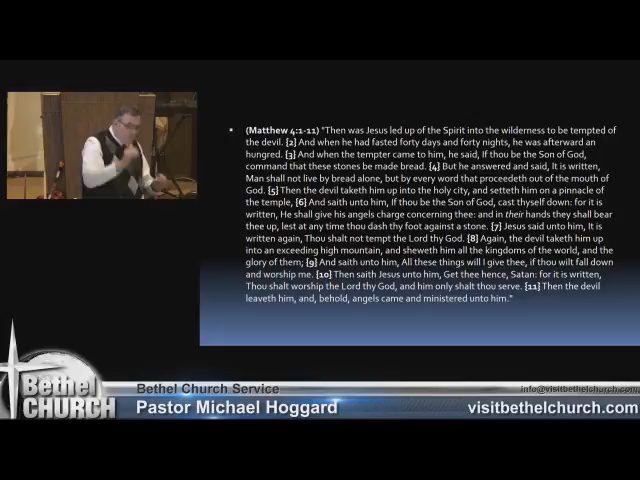 (Matthew 4:1-11) "Then was Jesus led up of the Spirit into the wilderness to be tempted of
the devil. {2} And when he had fasted forty days and forty nights, he was afterward an
hungred. {3} And when the tempter came to him, he said, If thou be the Son of God,
command that these stones be made bread. {4} But he answered and said, It is written,
Man shall not live by bread alone, but by every word that proceedeth out of the mouth of
God. {5} Then the devil taketh him up into the holy city, and setteth him on a pinnacle of
the temple, {6} And saith unto him, If thou be the Son of God, cast thyself down: for it is
written, He shall give his angels charge concerning thee: and in their hands they shall bear
thee up, lest at any time thou dash thy foot against a stone. {7} Jesus said unto him, It is
written again, Thou shalt not tempt the Lord thy God. {8} Again, the devil taketh him up
into an exceeding high mountain, and sheweth him all the kingdoms of the world, and the
glory of them; {9} And saith unto him, All these things will I give thee, if thou wilt fall down
and worship me. {10} Then saith Jesus unto him, Get thee hence, Satan: for it is written,
Thou shalt worship the Lord thy God, and him only shalt thou serve. {11} Then the devil
leaveth him, and, behold, angels came and ministered unto him."
Bethel
CHURCH
Bethel Church Service
info@visitbethelchurch.com
Pastor Michael Hoggard
visitbethelchurch.com